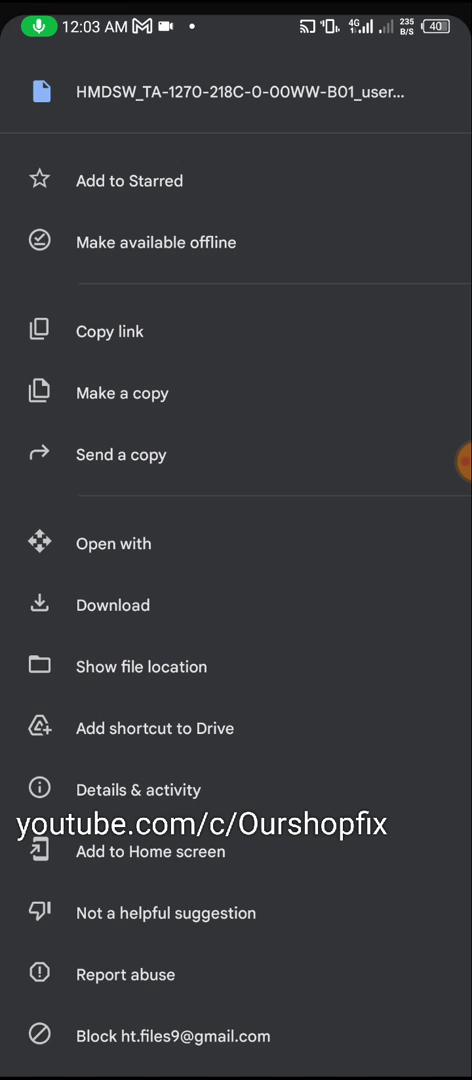 12:03 AM 4G 235 B/S 40
HMDSW_TA-1270-218C-0-00WW-B01_user...
Add to Starred
Make available offline
Copy link
Make a copy
Send a copy
Open with
Download
Show file location
Add shortcut to Drive
Details & activity
youtube.com/c/Ourshopfix
Add to Home screen
Not a helpful suggestion
Report abuse
Block ht.files9@gmail.com